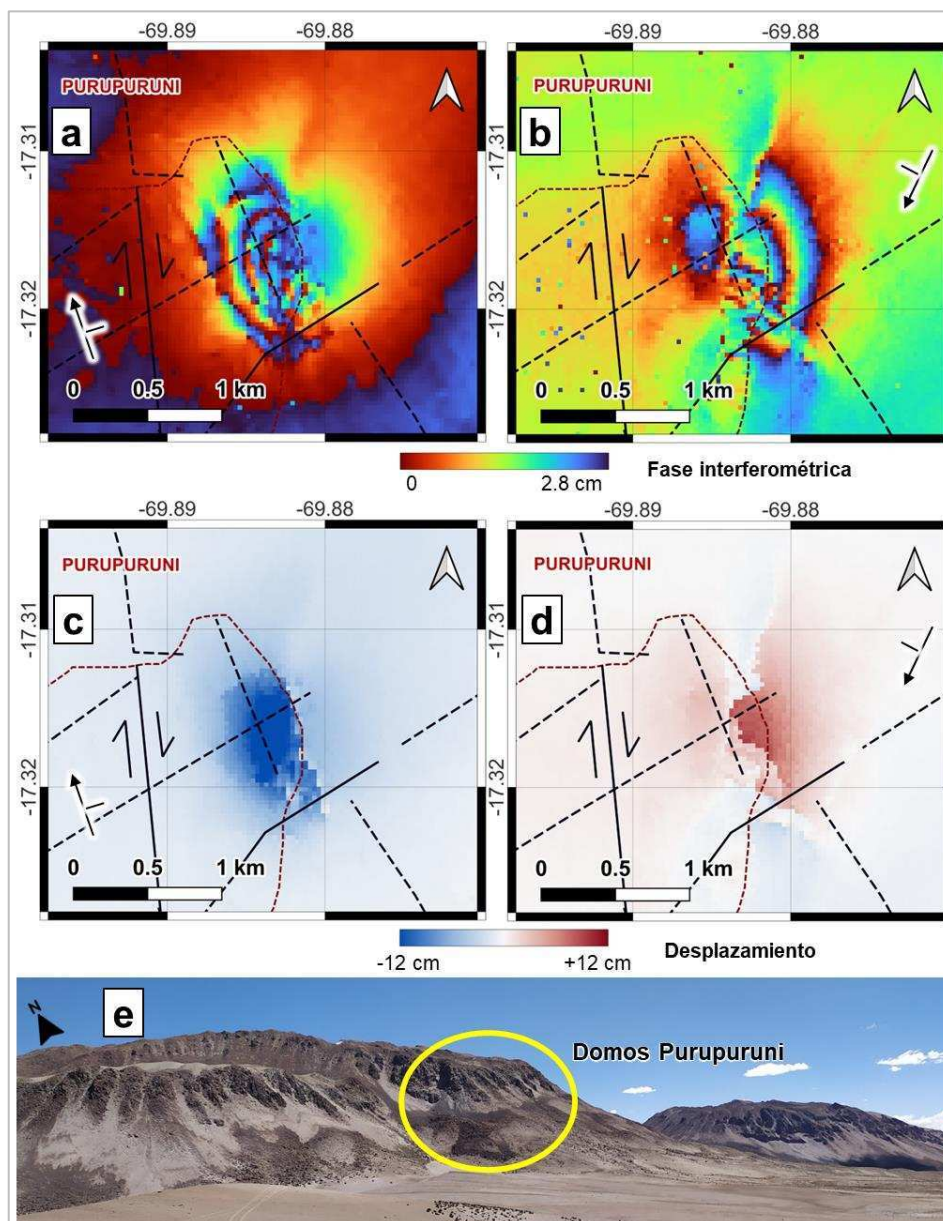 -69.89 -69.88 -69.89 -69.88
PURUPURUNI PURUPURUNI
a b
-17.31 -17.31
-17.32 -17.32
0 0.5 1 km 0 0.5 1 km
0 2.8 cm Fase interferométrica
-69.89 -69.88 -69.89 -69.88
PURUPURUNI PURUPURUNI
c d
-17.31 -17.31
-17.32 -17.32
0 0.5 1 km 0 0.5 1 km
-12 cm +12 cm Desplazamiento
N e
Domos Purupuruni